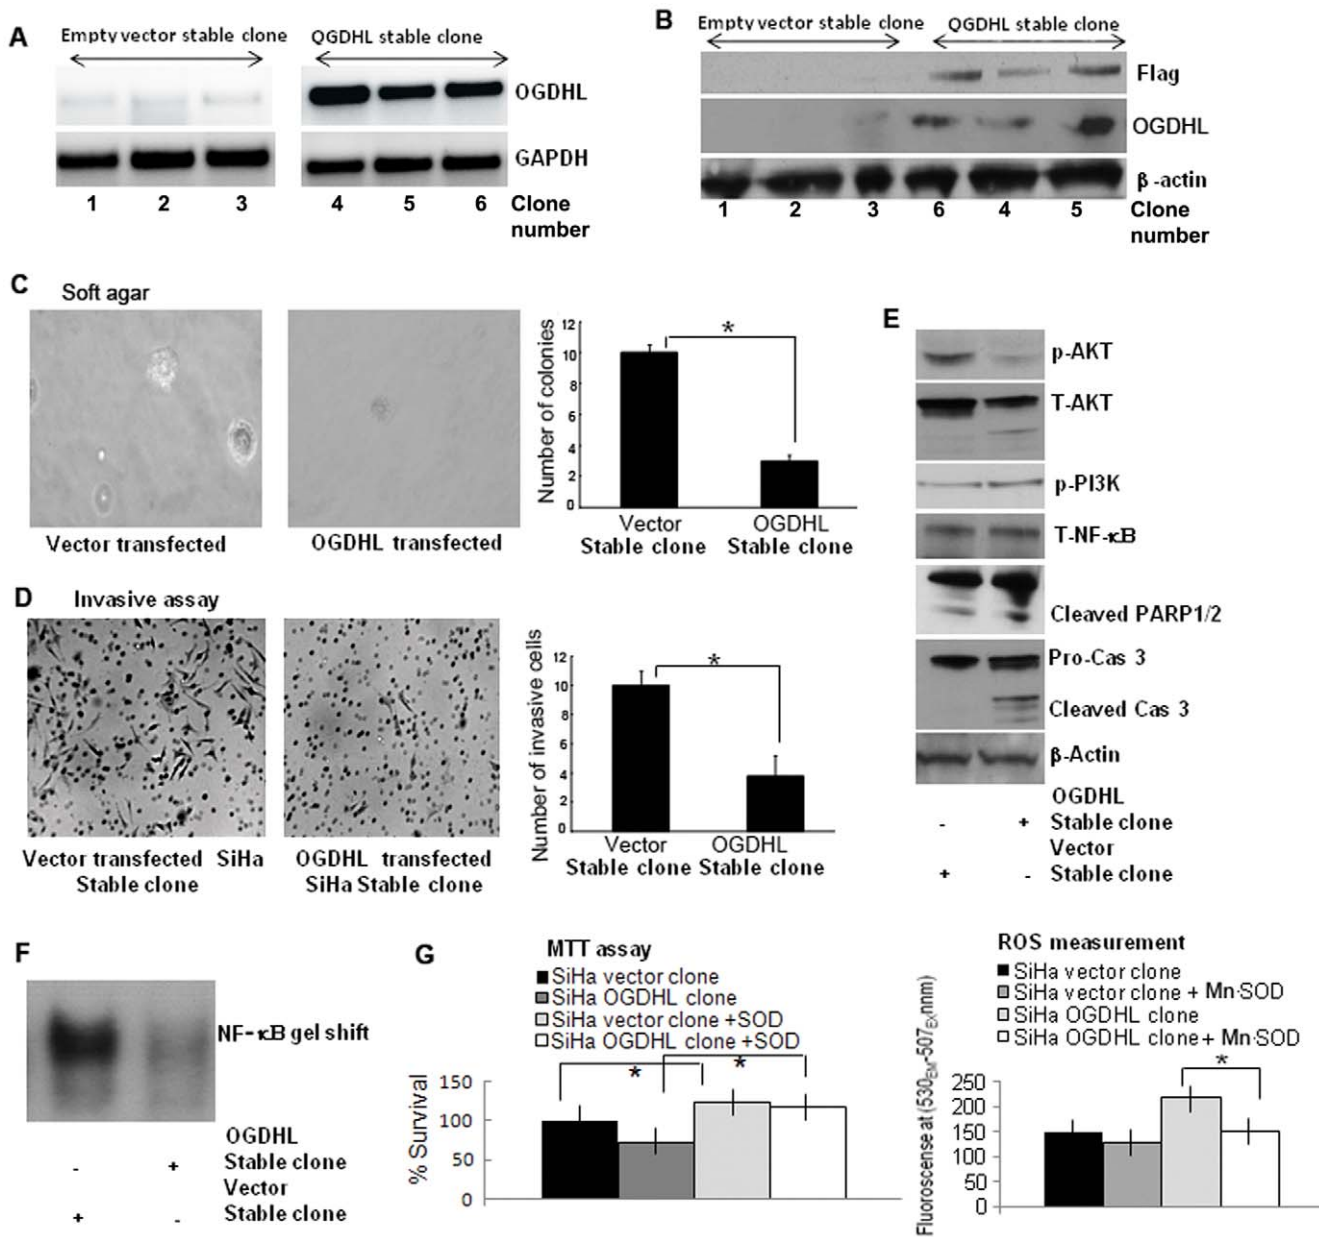 A
Empty vector stable clone
QGDHL stable clone
OGDHL
GAPDH
1 2 3 4 5 6 Clone
number
B
Empty vector stable clone
QGDHL stable clone
Flag
OGDHL
β -actin
1 2 3 6 4 5 Clone
number
C
Soft agar
Vector transfected
OGDHL transfected
Number of colonies
12
10
8
6
4
2
0
*
Vector
Stable clone
OGDHL
Stable clone
D
Invasive assay
Vector transfected SiHa
Stable clone
OGDHL transfected
SiHa Stable clone
Number of invasive cells
12
10
8
6
4
2
0
*
Vector
Stable clone
OGDHL
Stable clone
E
p-AKT
T-AKT
p-PI3K
T-NF-κB
Cleaved PARP1/2
Pro-Cas 3
Cleaved Cas 3
β-Actin
OGDHL
- + Stable clone
Vector
+ - Stable clone
F
NF-κB gel shift
OGDHL
- + Stable clone
Vector
+ - Stable clone
G
MTT assay
SiHa vector clone
SiHa OGDHL clone
SiHa vector clone +SOD
SiHa OGDHL clone +SOD
% Survival
150
100
50
0
* *
ROS measurement
SiHa vector clone
SiHa vector clone + Mn·SOD
SiHa OGDHL clone
SiHa OGDHL clone + Mn·SOD
Fluoroscense at (530EM-507EXnnm)
250
200
150
100
50
0
*